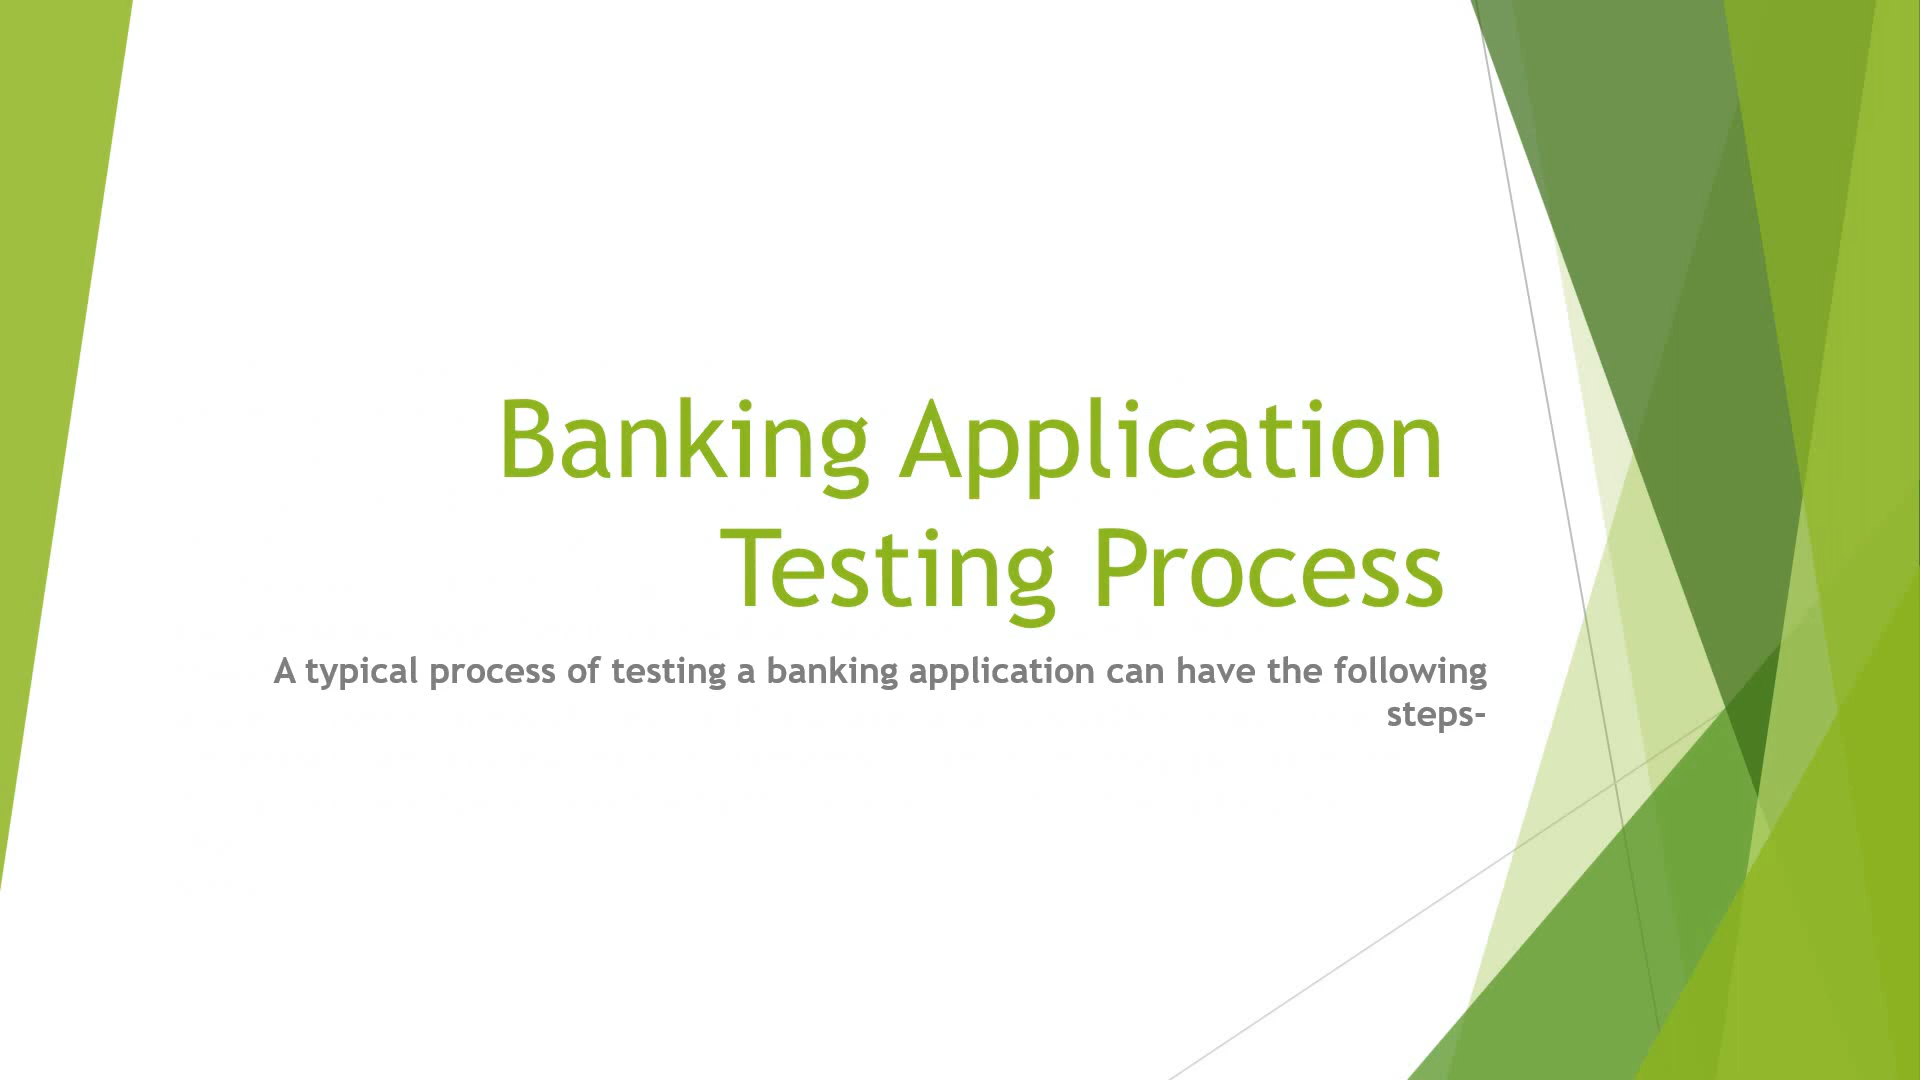 Banking Application
Testing Process
A typical process of testing a banking application can have the following
steps-